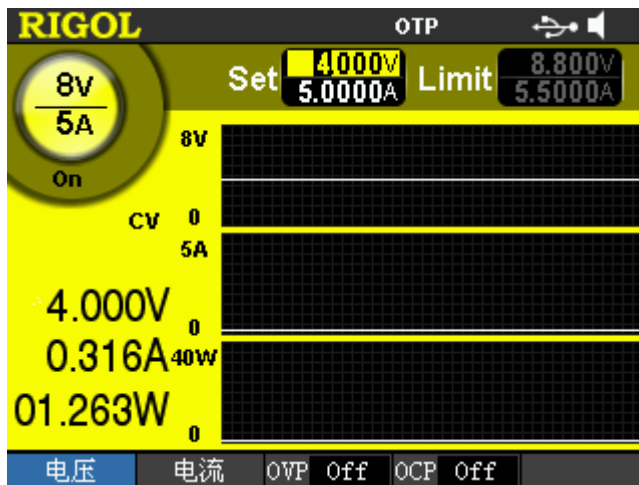 RIGOL OTP
8V
5A
On
Set 4.000V Limit 8.800V
5.0000A 5.5000A
8V
CV 0
5A
4.000V
0
0.316A 40W
01.263W
0
电压 电流 OVP Off OCP Off